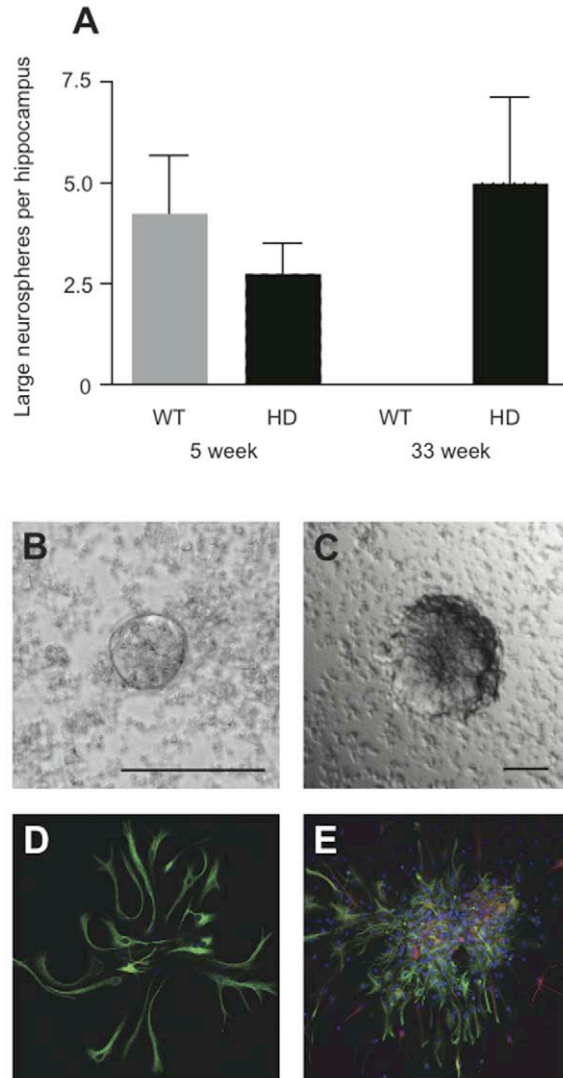 A
Large neurospheres per hippocampus
7.5
5.0
2.5
0
WT HD WT HD
5 week 33 week
B C
D E